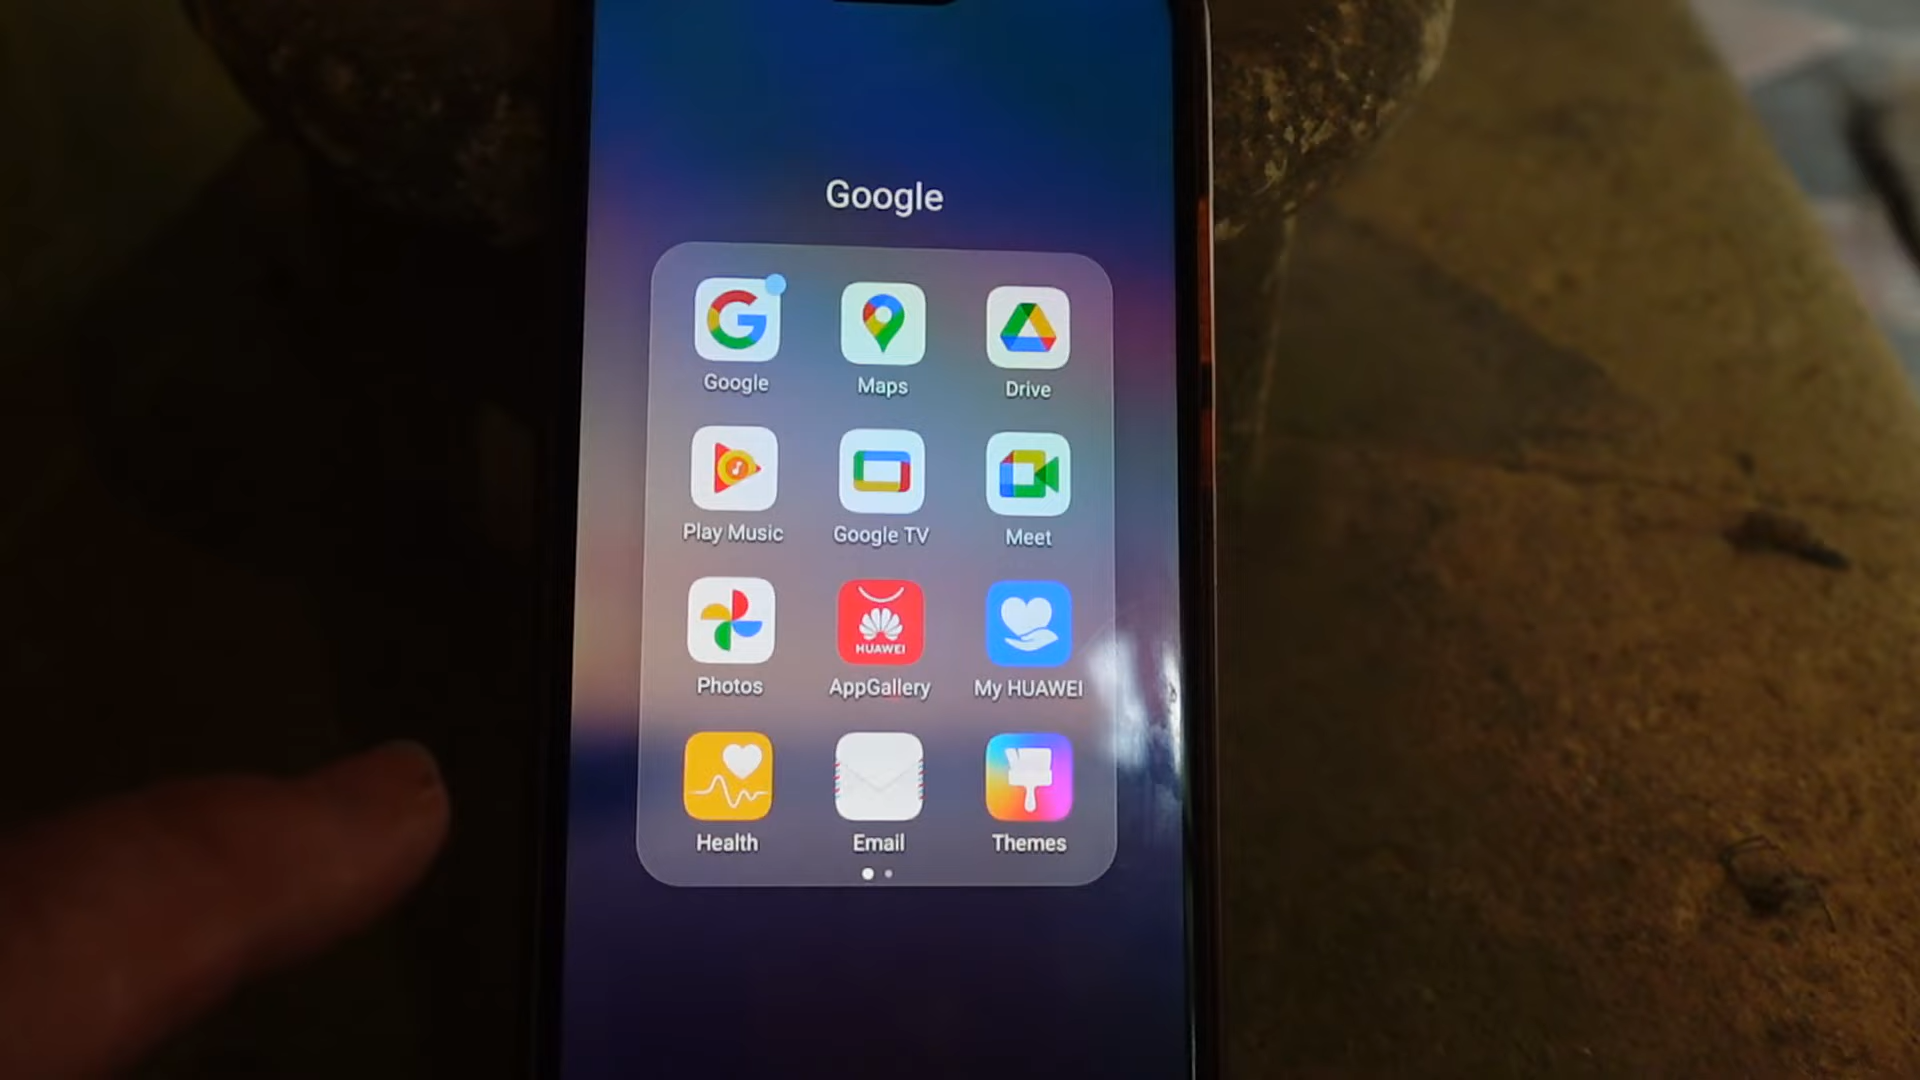 Google
Google Maps Drive
Play Music Google TV Meet
HUAWEI
Photos AppGallery My HUAWEI
Health Email Themes